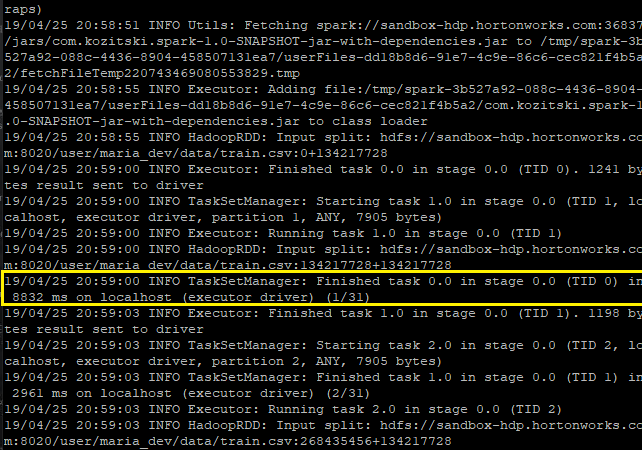 raps)
19/04/25 20:58:51 INFO Utils: Fetching spark://sandbox-hdp.hortonworks.com:36837
/jars/com.kozitski.spark-1.0-SNAPSHOT-jar-with-dependencies.jar to /tmp/spark-3b
527a92-088c-4436-8904-458507131ea7/userFiles-dd18b8d6-91e7-4c9e-86c6-cec821f4b5a
2/fetchFileTemp220743469080553829.tmp
19/04/25 20:58:55 INFO Executor: Adding file:/tmp/spark-3b527a92-088c-4436-8904-
458507131ea7/userFiles-dd18b8d6-91e7-4c9e-86c6-cec821f4b5a2/com.kozitski.spark-1
.0-SNAPSHOT-jar-with-dependencies.jar to class loader
19/04/25 20:58:55 INFO HadoopRDD: Input split: hdfs://sandbox-hdp.hortonworks.co
m:8020/user/maria_dev/data/train.csv:0+134217728
19/04/25 20:59:00 INFO Executor: Finished task 0.0 in stage 0.0 (TID 0). 1241 by
tes result sent to driver
19/04/25 20:59:00 INFO TaskSetManager: Starting task 1.0 in stage 0.0 (TID 1, lo
calhost, executor driver, partition 1, ANY, 7905 bytes)
19/04/25 20:59:00 INFO Executor: Running task 1.0 in stage 0.0 (TID 1)
19/04/25 20:59:00 INFO HadoopRDD: Input split: hdfs://sandbox-hdp.hortonworks.co
m:8020/user/maria_dev/data/train.csv:134217728+134217728
19/04/25 20:59:00 INFO TaskSetManager: Finished task 0.0 in stage 0.0 (TID 0) in
8832 ms on localhost (executor driver) (1/31)
19/04/25 20:59:03 INFO Executor: Finished task 1.0 in stage 0.0 (TID 1). 1198 by
tes result sent to driver
19/04/25 20:59:03 INFO TaskSetManager: Starting task 2.0 in stage 0.0 (TID 2, lo
calhost, executor driver, partition 2, ANY, 7905 bytes)
19/04/25 20:59:03 INFO TaskSetManager: Finished task 1.0 in stage 0.0 (TID 1) in
2961 ms on localhost (executor driver) (2/31)
19/04/25 20:59:03 INFO Executor: Running task 2.0 in stage 0.0 (TID 2)
19/04/25 20:59:03 INFO HadoopRDD: Input split: hdfs://sandbox-hdp.hortonworks.co
m:8020/user/maria_dev/data/train.csv:268435456+134217728